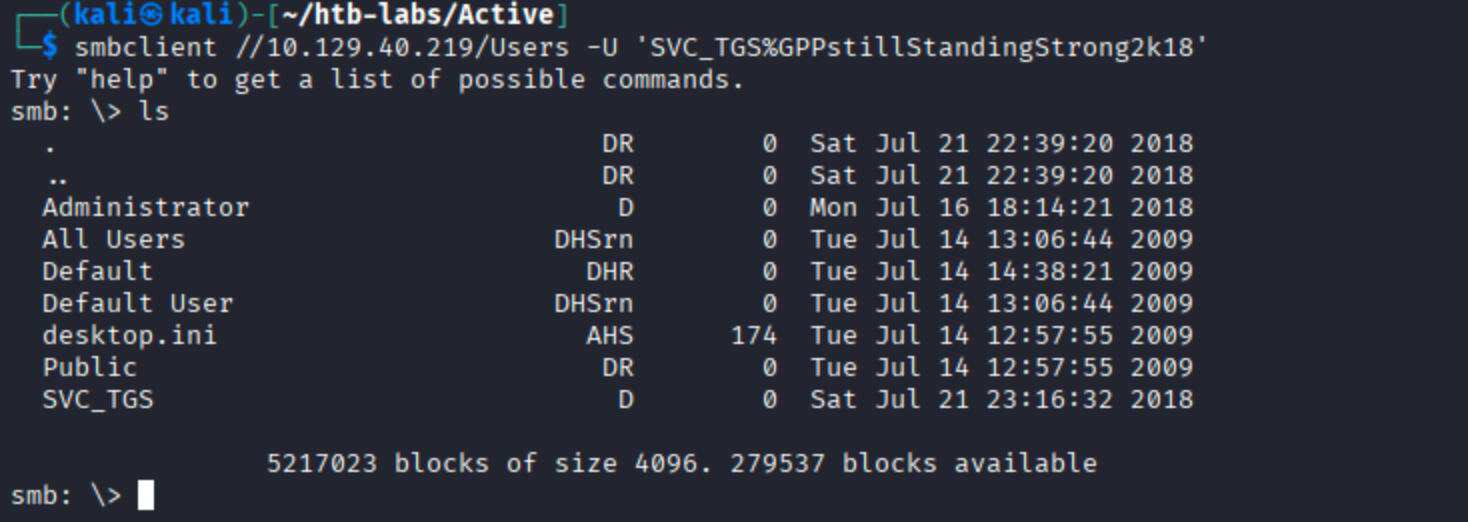 ┌──(kali㉿kali)-[~/htb-labs/Active]
└─$ smbclient //10.129.40.219/Users -U 'SVC_TGS%GPPstillStandingStrong2k18'
Try "help" to get a list of possible commands.
smb: \> ls
  .                                  DR        0  Sat Jul 21 22:39:20 2018
  ..                                 DR        0  Sat Jul 21 22:39:20 2018
  Administrator                       D        0  Mon Jul 16 18:14:21 2018
  All Users                       DHSrn        0  Tue Jul 14 13:06:44 2009
  Default                           DHR        0  Tue Jul 14 14:38:21 2009
  Default User                    DHSrn        0  Tue Jul 14 13:06:44 2009
  desktop.ini                       AHS      174  Tue Jul 14 12:57:55 2009
  Public                             DR        0  Tue Jul 14 12:57:55 2009
  SVC_TGS                             D        0  Sat Jul 21 23:16:32 2018
                5217023 blocks of size 4096. 279537 blocks available
smb: \>